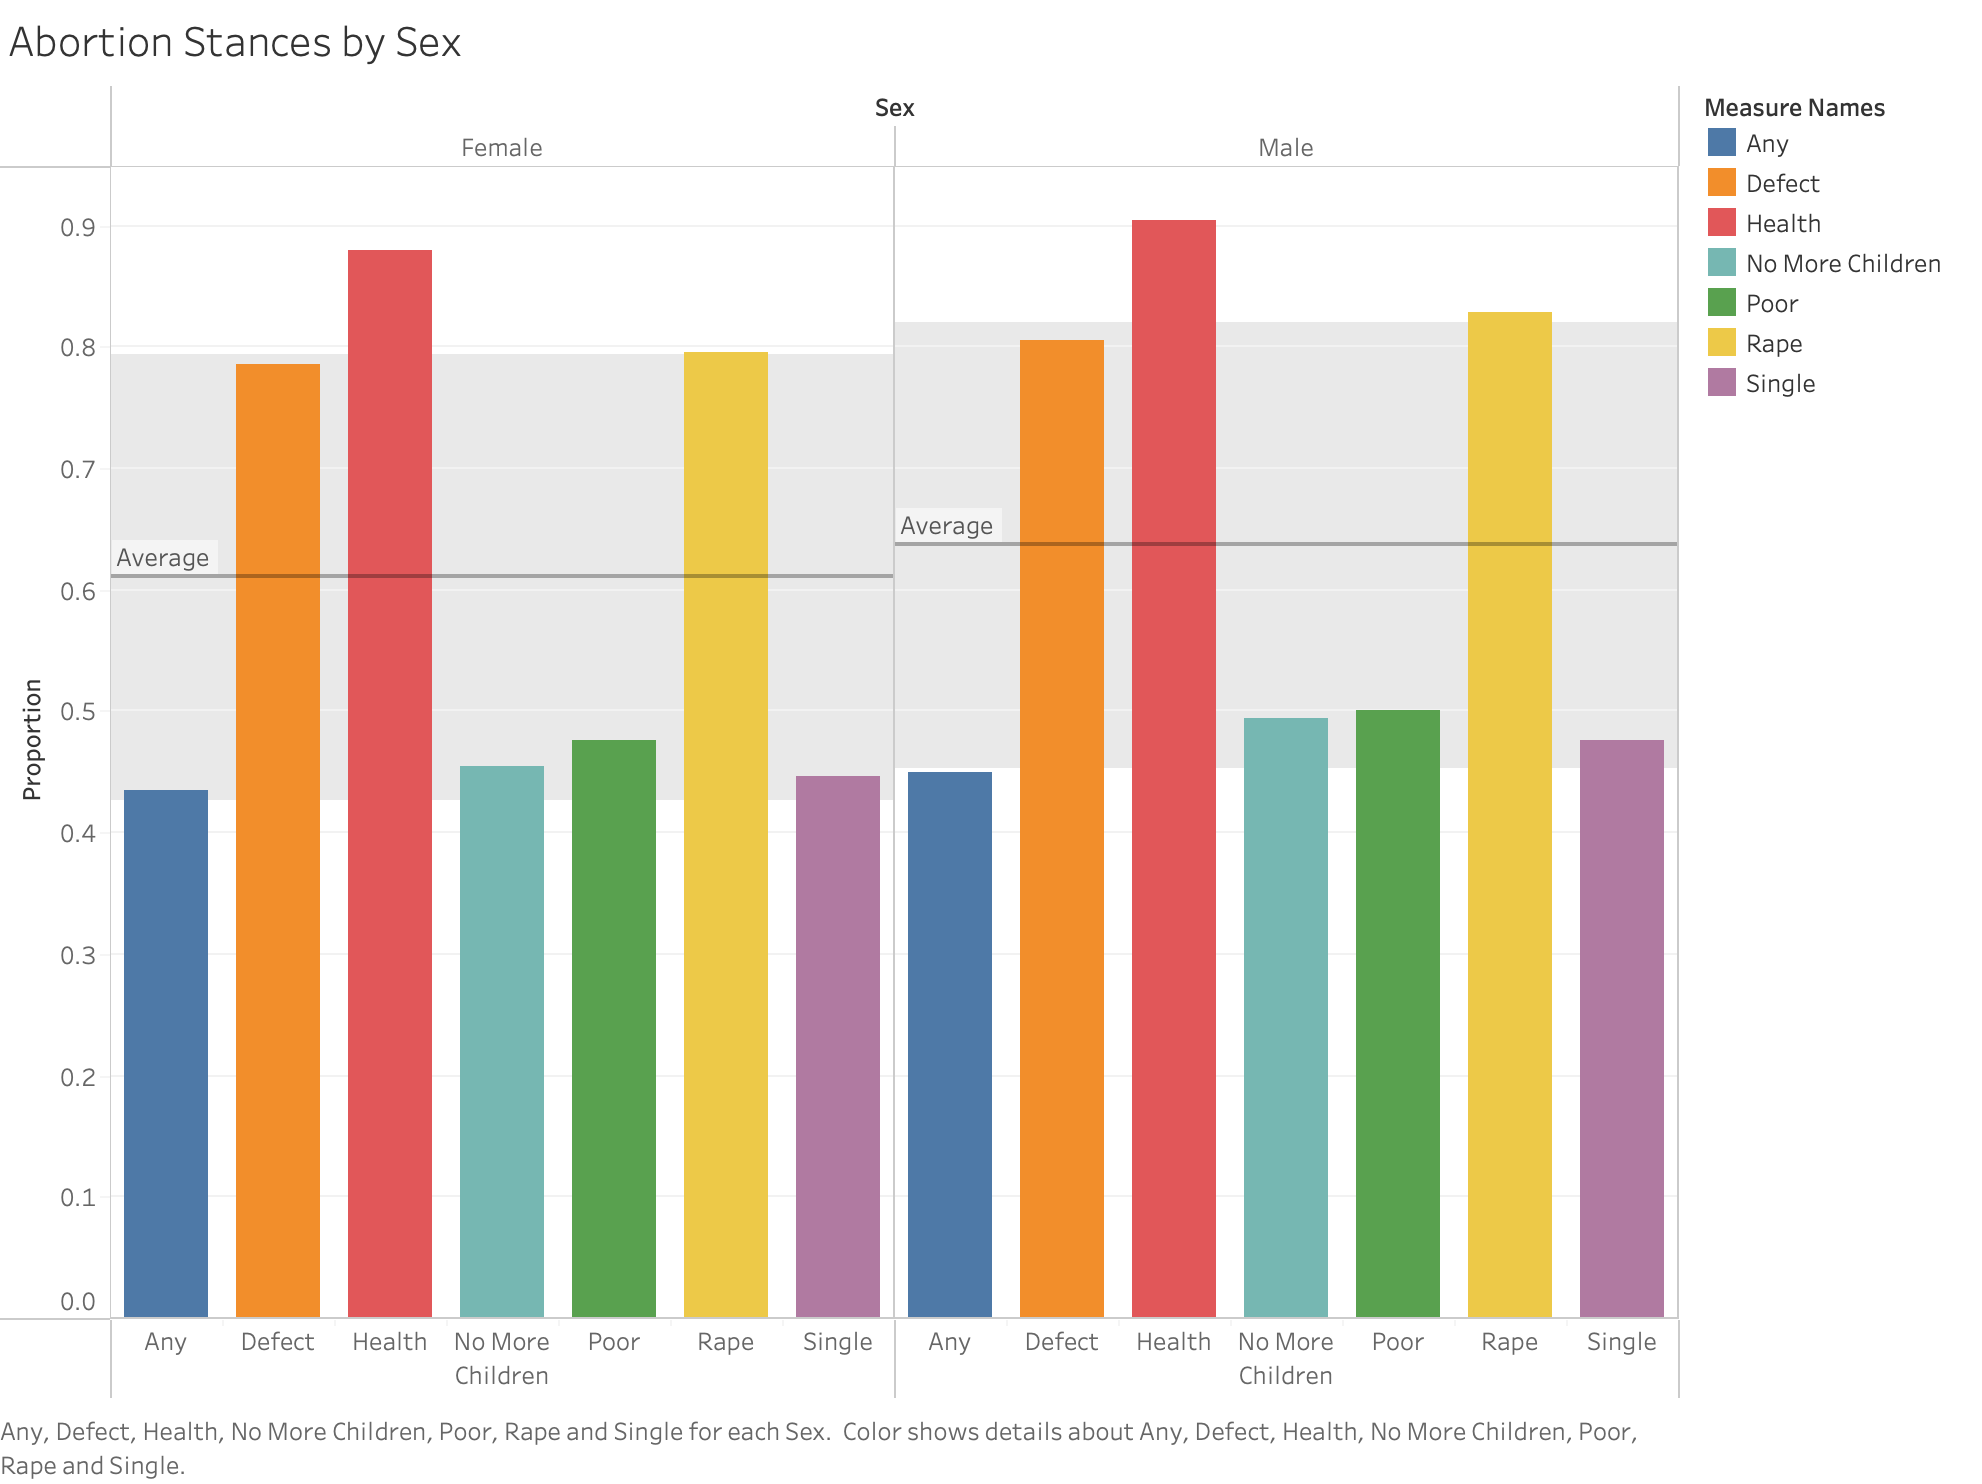 Abortion Stances by Sex
Sex
Female
Male
Measure Names
Any
Defect
Health
No More Children
Poor
Rape
Single
Proportion
0.9
0.8
0.7
0.6
0.5
0.4
0.3
0.2
0.1
0.0
Average
Average
Any Defect Health No More Poor Rape Single Any Defect Health No More Poor Rape Single
Children Children
Any, Defect, Health, No More Children, Poor, Rape and Single for each Sex.  Color shows details about Any, Defect, Health, No More Children, Poor,
Rape and Single.